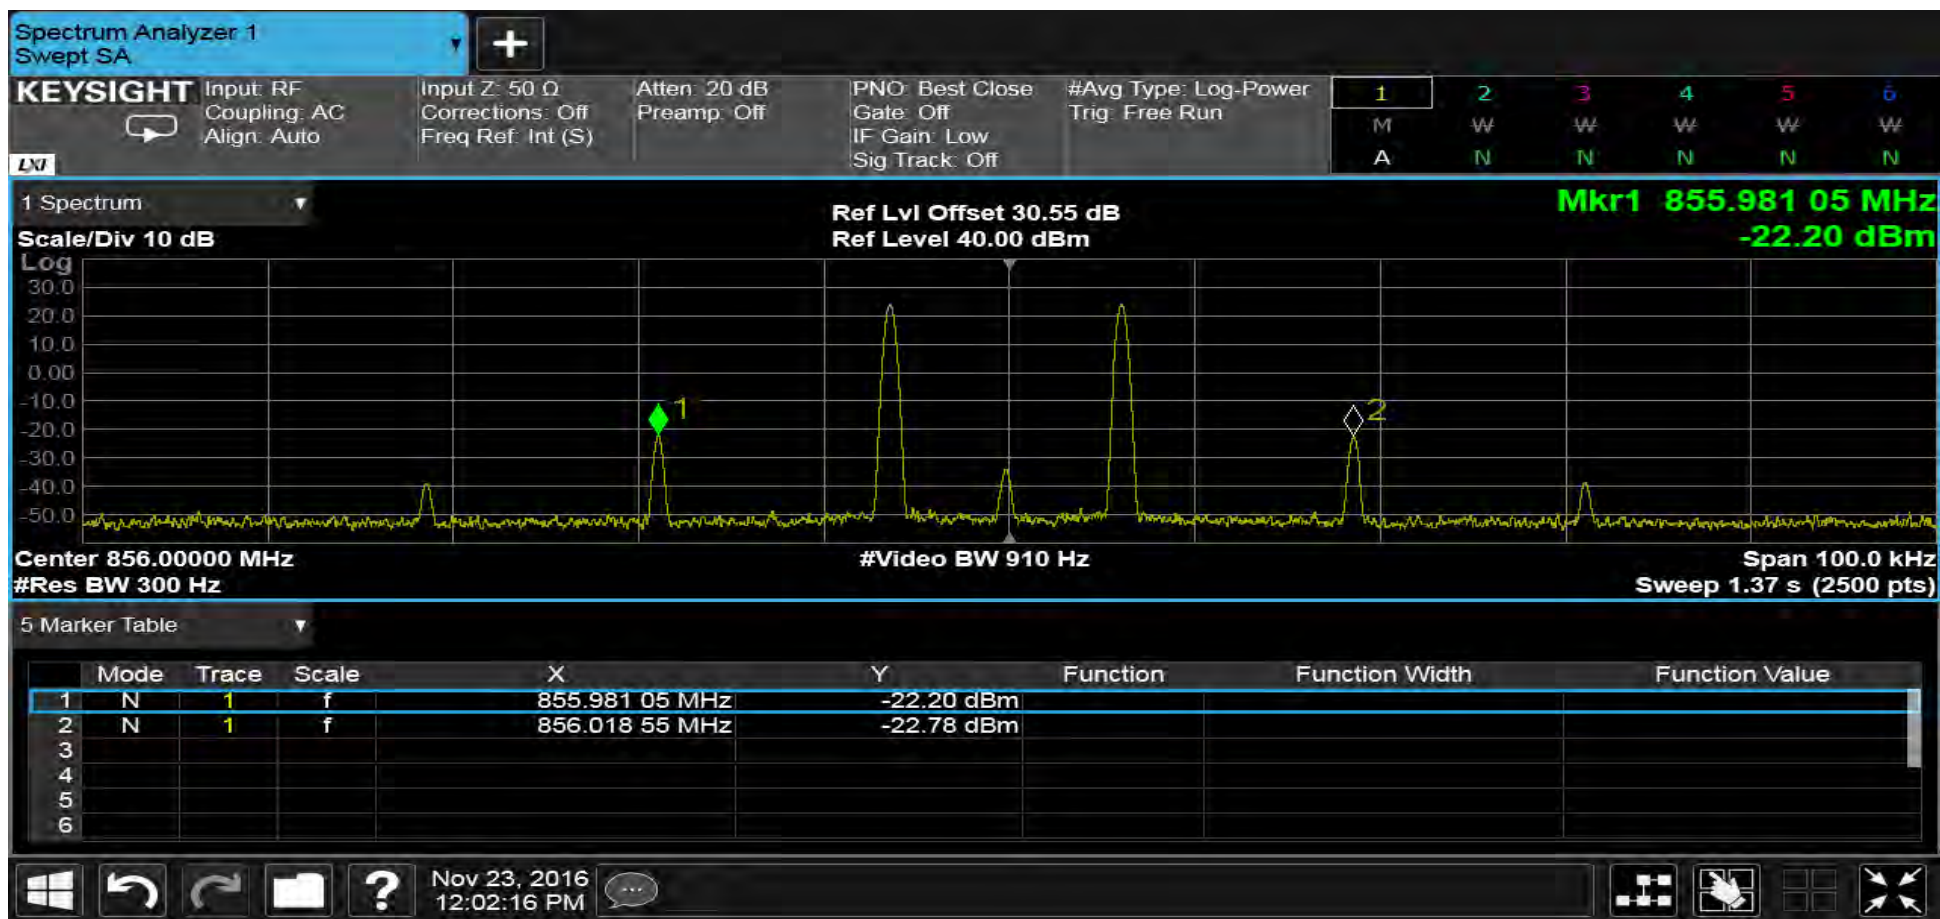 Spectrum Analyzer 1
Swept SA
KEYSIGHT
LXI
Input: RF
Coupling: AC
Align: Auto
Input Z: 50 Ω
Corrections: Off
Freq Ref: Int (S)
Atten: 20 dB
Preamp: Off
PNO: Best Close
Gate: Off
IF Gain: Low
Sig Track: Off
#Avg Type: Log-Power
Trig: Free Run
1 2 3 4 5 6
M W W W W W
A N N N N N
1 Spectrum
Scale/Div 10 dB
Ref Lvl Offset 30.55 dB
Ref Level 40.00 dBm
Mkr1 855.981 05 MHz
-22.20 dBm
Log
30.0
20.0
10.0
0.00
-10.0
-20.0
-30.0
-40.0
-50.0
1
2
Center 856.00000 MHz
#Video BW 910 Hz
Span 100.0 kHz
#Res BW 300 Hz
Sweep 1.37 s (2500 pts)
5 Marker Table
Mode Trace Scale X Y Function Function Width Function Value
1 N 1 f 855.981 05 MHz -22.20 dBm
2 N 1 f 856.018 55 MHz -22.78 dBm
3
4
5
6
?
Nov 23, 2016
12:02:16 PM